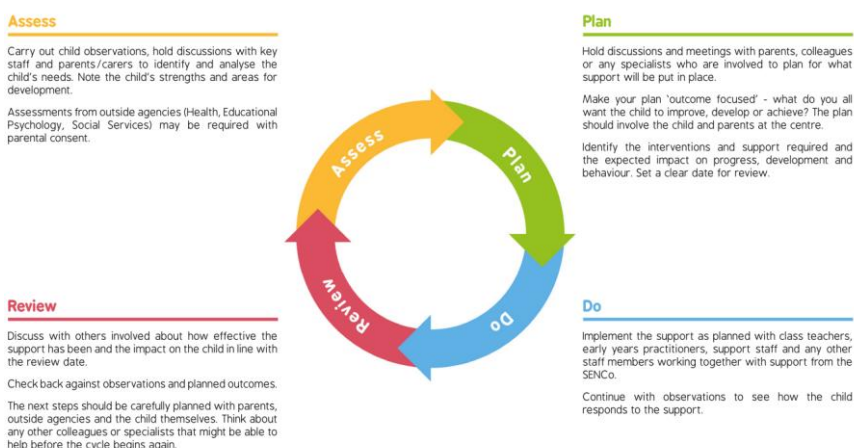 Assess
Carry out child observations, hold discussions with key
staff and parents/carers to identify and analyse the
child's needs. Note the child's strengths and areas for
development.
Assessments from outside agencies (Health, Educational
Psychology, Social Services) may be required with
parental consent.
Plan
Hold discussions and meetings with parents, colleagues
or any specialists who are involved to plan for what
support will be put in place.
Make your plan 'outcome focused' - what do you all
want the child to improve, develop or achieve? The plan
should involve the child and parents at the centre.
Identify the interventions and support required and
the expected impact on progress, development and
behaviour. Set a clear date for review.
Assess
Plan
Do
Review
Review
Discuss with others involved about how effective the
support has been and the impact on the child in line with
the review date.
Check back against observations and planned outcomes.
The next steps should be carefully planned with parents,
outside agencies and the child themselves. Think about
any other colleagues or specialists that might be able to
help before the cycle begins again.
Do
Implement the support as planned with class teachers,
early years practitioners, support staff and any other
staff members working together with support from the
SENCo.
Continue with observations to see how the child
responds to the support.